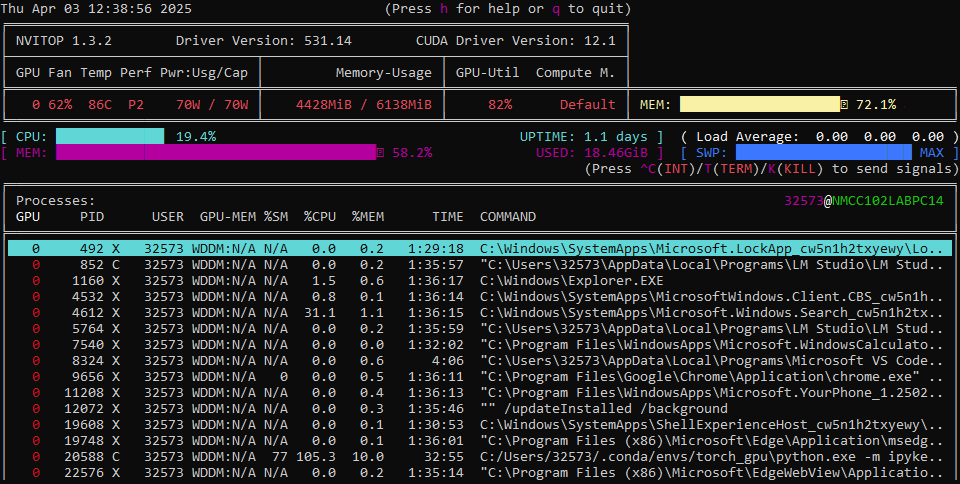 Thu Apr 03 12:38:56 2025 (Press h for help or q to quit)
NVITOP 1.3.2 Driver Version: 531.14 CUDA Driver Version: 12.1
GPU Fan Temp Perf Pwr:Usg/Cap Memory-Usage GPU-Util Compute M.
0 62% 86C P2 70W / 70W 4428MiB / 6138MiB 82% Default MEM: 72.1%
[ CPU: 19.4% UPTIME: 1.1 days ] ( Load Average: 0.00 0.00 0.00 )
[ MEM: 58.2% USED: 18.46GiB ] [ SWP: MAX ]
(Press ^C(INT)/T(TERM)/K(KILL) to send signals)
Processes: 32573@NMCC102LABPC14
GPU PID USER GPU-MEM %SM %CPU %MEM TIME COMMAND
0 492 X 32573 WDDM:N/A N/A 0.0 0.2 1:29:18 C:\Windows\SystemApps\Microsoft.LockApp_cw5n1h2txyewy\Lo..
0 852 C 32573 WDDM:N/A N/A 0.0 0.2 1:35:57 "C:\Users\32573\AppData\Local\Programs\LM Studio\LM Stud..
0 1160 X 32573 WDDM:N/A N/A 1.5 0.6 1:36:17 C:\Windows\Explorer.EXE
0 4532 X 32573 WDDM:N/A N/A 0.8 0.1 1:36:14 C:\Windows\SystemApps\MicrosoftWindows.Client.CBS_cw5n1h..
0 4612 X 32573 WDDM:N/A N/A 31.1 1.1 1:36:15 C:\Windows\SystemApps\Microsoft.Windows.Search_cw5n1h2tx..
0 5764 X 32573 WDDM:N/A N/A 0.0 0.2 1:35:59 "C:\Users\32573\AppData\Local\Programs\LM Studio\LM Stud..
0 7540 X 32573 WDDM:N/A N/A 0.0 0.0 1:32:02 "C:\Program Files\WindowsApps\Microsoft.WindowsCalculato..
0 8324 X 32573 WDDM:N/A N/A 0.0 0.6 4:06 "C:\Users\32573\AppData\Local\Programs\Microsoft VS Code..
0 9656 X 32573 WDDM:N/A 0 0.0 0.5 1:36:11 "C:\Program Files\Google\Chrome\Application\chrome.exe" ..
0 11208 X 32573 WDDM:N/A N/A 0.0 0.4 1:36:13 "C:\Program Files\WindowsApps\Microsoft.YourPhone_1.2502..
0 12072 X 32573 WDDM:N/A N/A 0.0 0.3 1:35:46 "" /updateInstalled /background
0 19608 X 32573 WDDM:N/A N/A 0.0 0.1 1:30:53 C:\Windows\SystemApps\ShellExperienceHost_cw5n1h2txyewy\..
0 19748 X 32573 WDDM:N/A N/A 0.0 0.1 1:36:01 "C:\Program Files (x86)\Microsoft\Edge\Application\msedg..
0 20588 C 32573 WDDM:N/A 77 105.3 10.0 32:55 C:/Users/32573/.conda/envs/torch_gpu\python.exe -m ipyke..
0 22576 X 32573 WDDM:N/A N/A 0.0 0.2 1:35:14 "C:\Program Files (x86)\Microsoft\EdgeWebView\Applicatio..